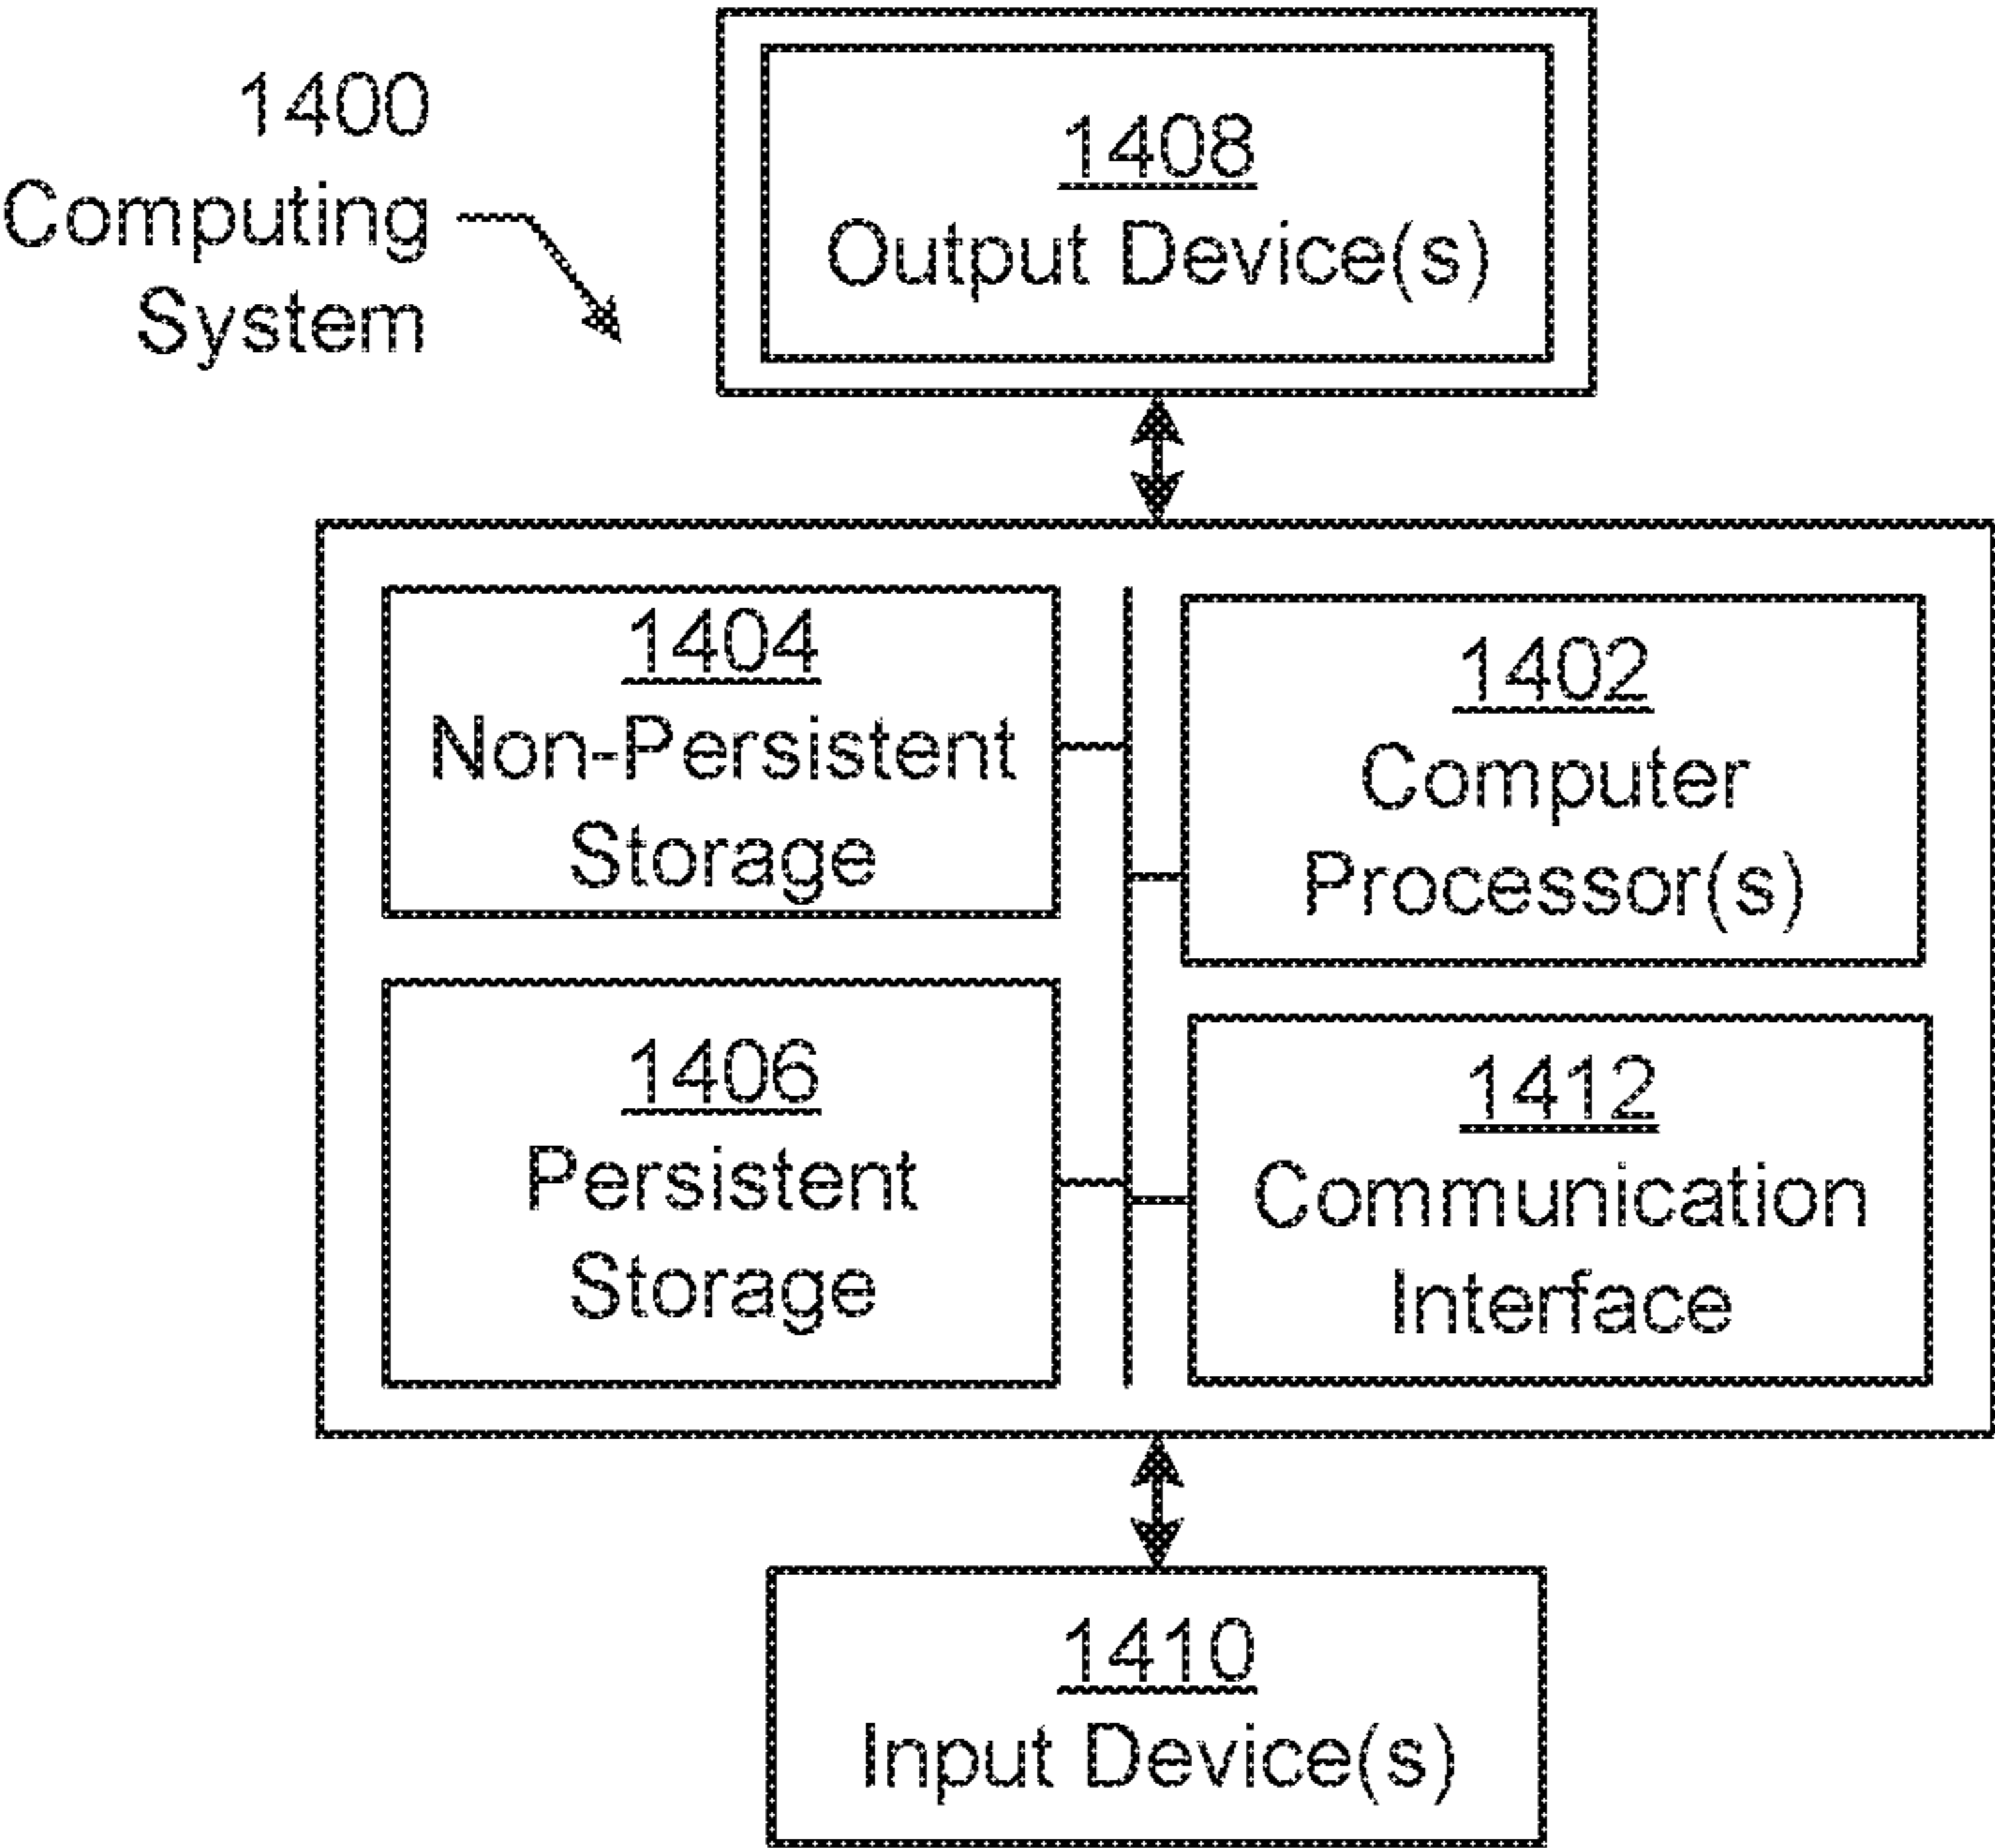 1400
Computing
System
1408
Output Device(s)
1404
Non-Persistent
Storage
1402
Computer
Processor(s)
1406
Persistent
Storage
1412
Communication
Interface
1410
Input Device(s)